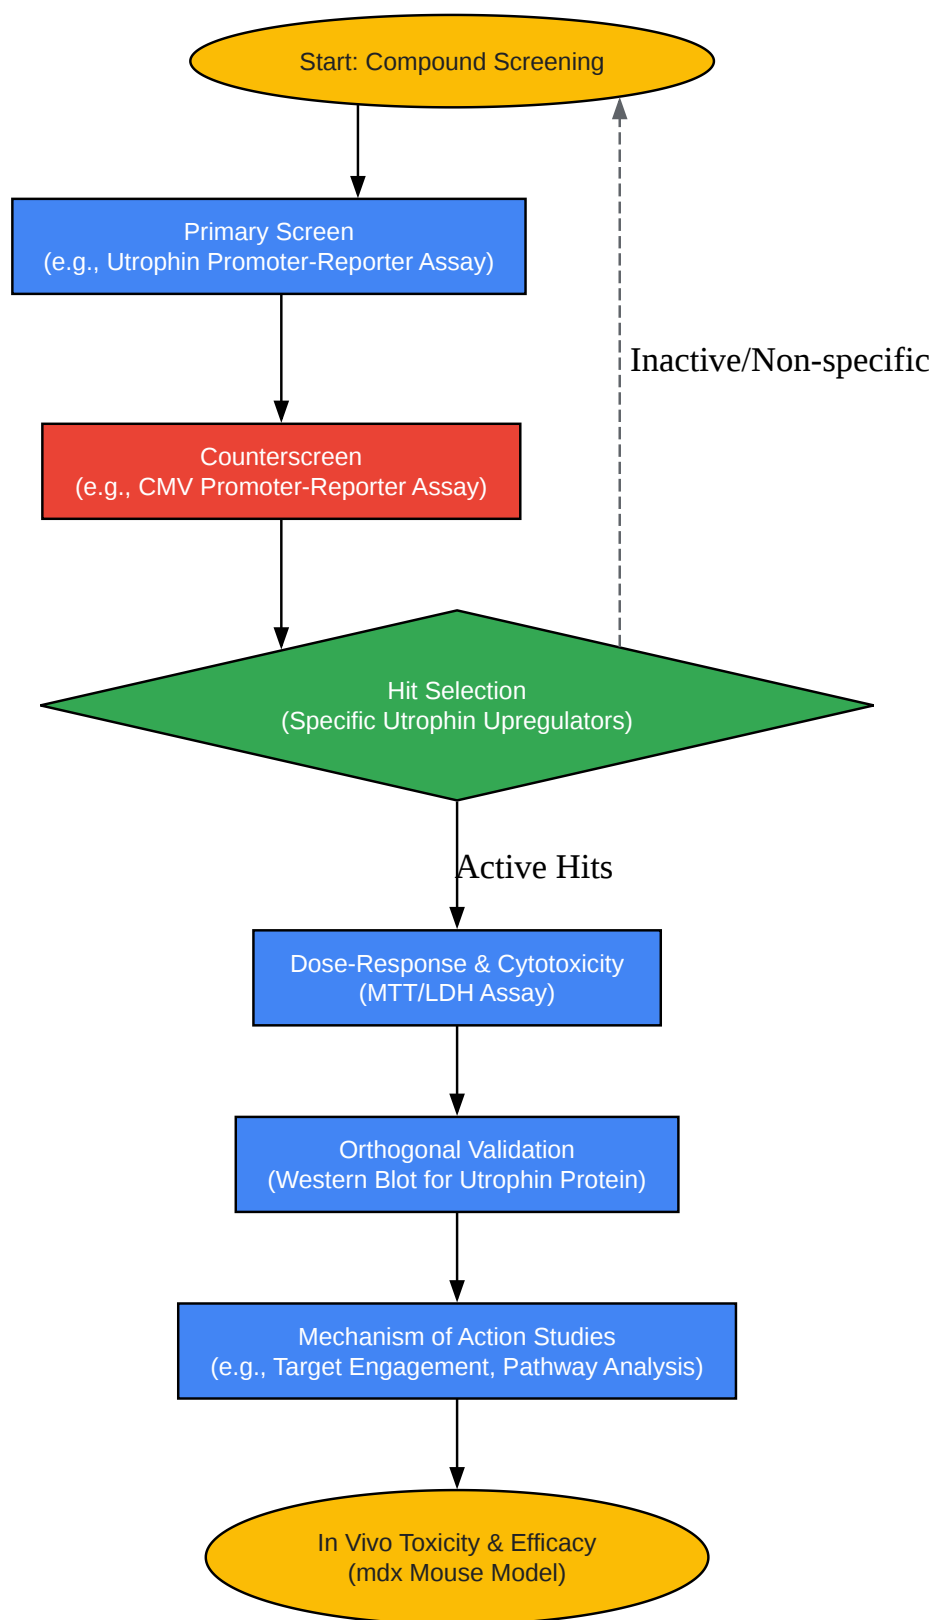 Start: Compound Screening
Primary Screen
(e.g., Utrophin Promoter-Reporter Assay)
Inactive/Non-specific
Counterscreen
(e.g., CMV Promoter-Reporter Assay)
Hit Selection
(Specific Utrophin Upregulators)
Active Hits
Dose-Response & Cytotoxicity
(MTT/LDH Assay)
Orthogonal Validation
(Western Blot for Utrophin Protein)
Mechanism of Action Studies
(e.g., Target Engagement, Pathway Analysis)
In Vivo Toxicity & Efficacy
(mdx Mouse Model)